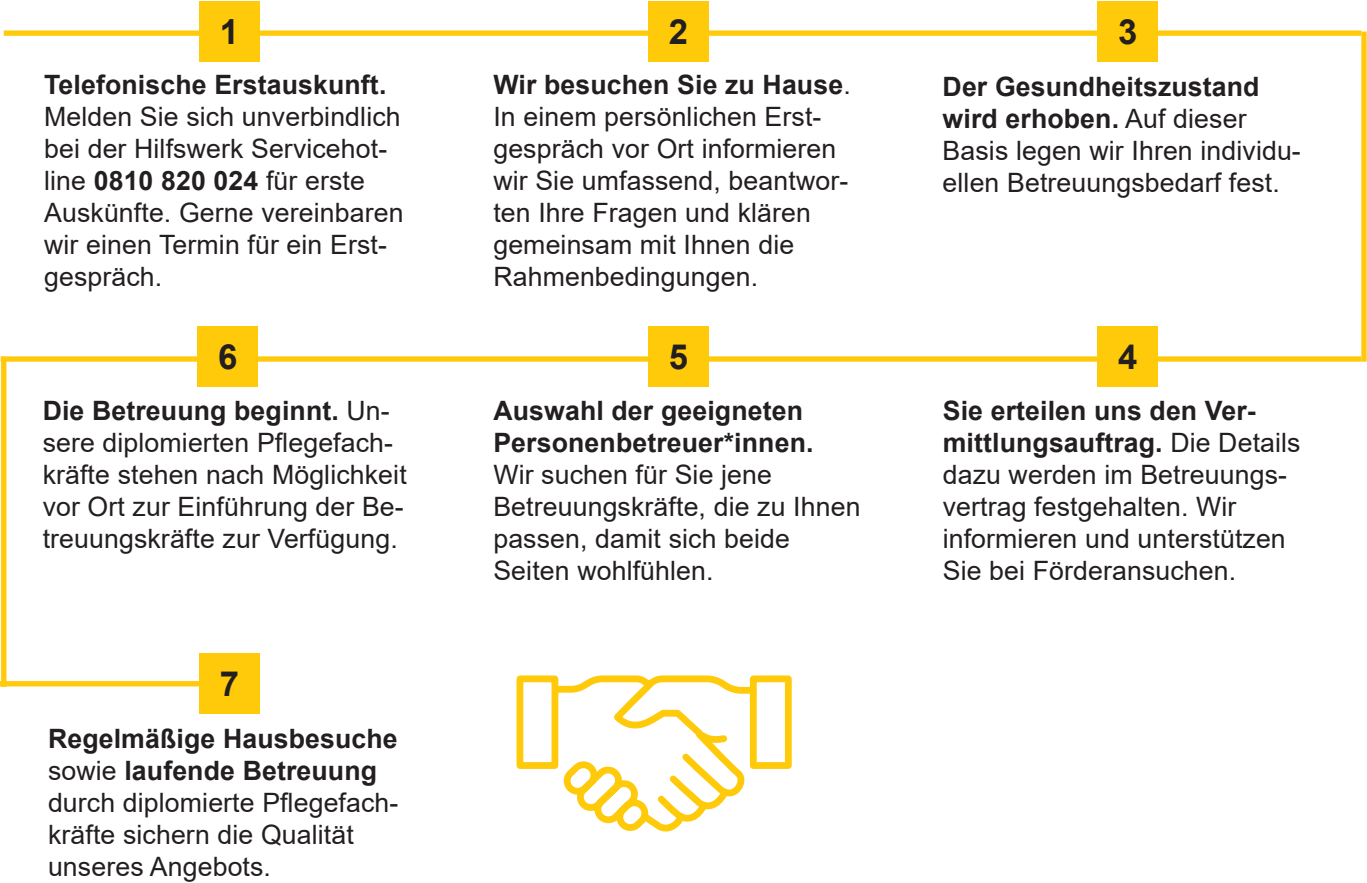 1
Telefonische Erstauskunft.
Melden Sie sich unverbindlich
bei der Hilfswerk Servicehot-
line 0810 820 024 für erste
Auskünfte. Gerne vereinbaren
wir einen Termin für ein Erst-
gespräch.
2
Wir besuchen Sie zu Hause.
In einem persönlichen Erst-
gespräch vor Ort informieren
wir Sie umfassend, beantwor-
ten Ihre Fragen und klären
gemeinsam mit Ihnen die
Rahmenbedingungen.
3
Der Gesundheitszustand
wird erhoben. Auf dieser
Basis legen wir Ihren individu-
ellen Betreuungsbedarf fest.
4
Sie erteilen uns den Ver-
mittlungsauftrag. Die Details
dazu werden im Betreuungs-
vertrag festgehalten. Wir
informieren und unterstützen
Sie bei Förderansuchen.
5
Auswahl der geeigneten
Personenbetreuer*innen.
Wir suchen für Sie jene
Betreuungskräfte, die zu Ihnen
passen, damit sich beide
Seiten wohlfühlen.
6
Die Betreuung beginnt. Un-
sere diplomierten Pflegefach-
kräfte stehen nach Möglichkeit
vor Ort zur Einführung der Be-
treuungskräfte zur Verfügung.
7
Regelmäßige Hausbesuche
sowie laufende Betreuung
durch diplomierte Pflegefach-
kräfte sichern die Qualität
unseres Angebots.